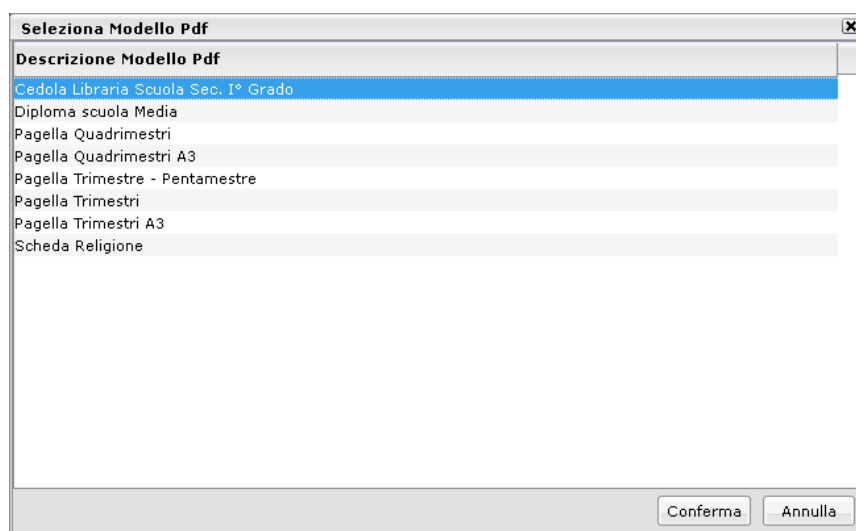 Seleziona Modello Pdf
Descrizione Modello Pdf
Cedola Libraria Scuola Sec. I° Grado
Diploma scuola Media
Pagella Quadrimestri
Pagella Quadrimestri A3
Pagella Trimestre - Pentamestre
Pagella Trimestri
Pagella Trimestri A3
Scheda Religione
Conferma Annulla